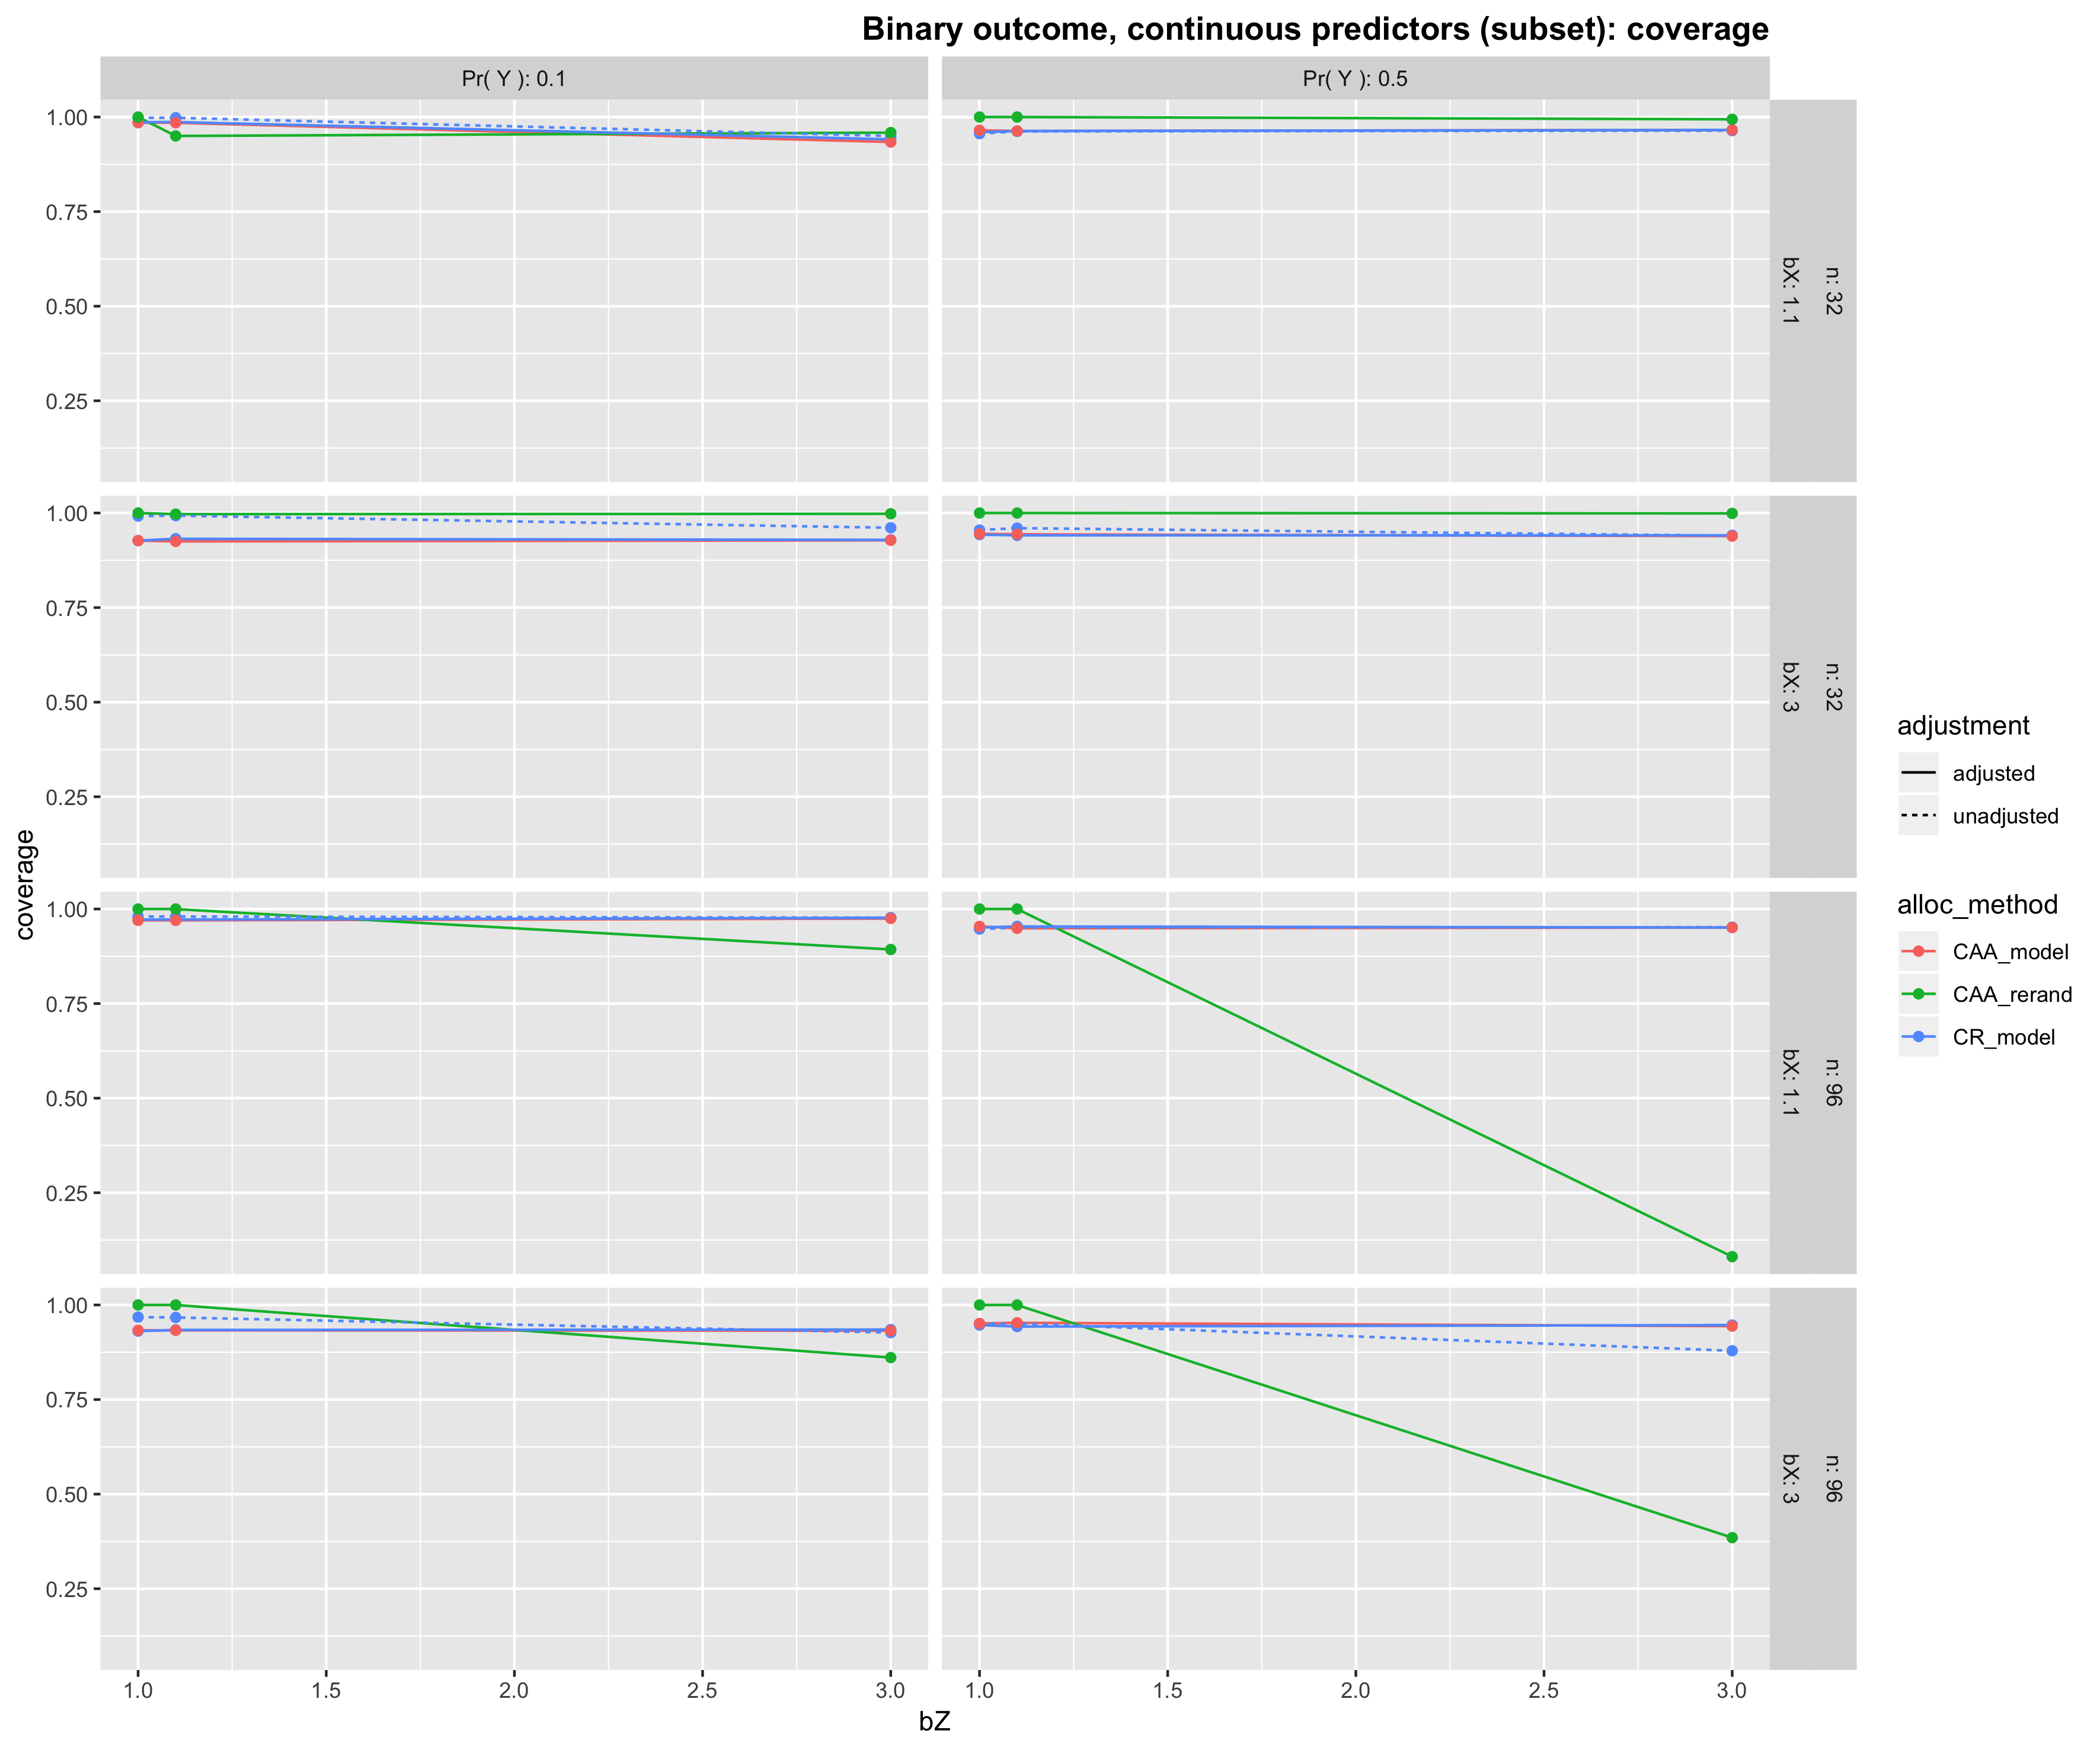 Binary outcome, continuous predictors (subset): coverage
Pr( Y ): 0.1
Pr( Y ): 0.5
1.00
0.75
0.50
0.25
bX: 1.1
n: 32
1.00
0.75
0.50
0.25
bX: 3
n: 32
1.00
0.75
0.50
0.25
bX: 1.1
n: 96
1.00
0.75
0.50
0.25
bX: 3
n: 96
coverage
1.0 1.5 2.0 2.5 3.0
1.0 1.5 2.0 2.5 3.0
bZ
adjustment
adjusted
unadjusted
alloc_method
CAA_model
CAA_rerand
CR_model